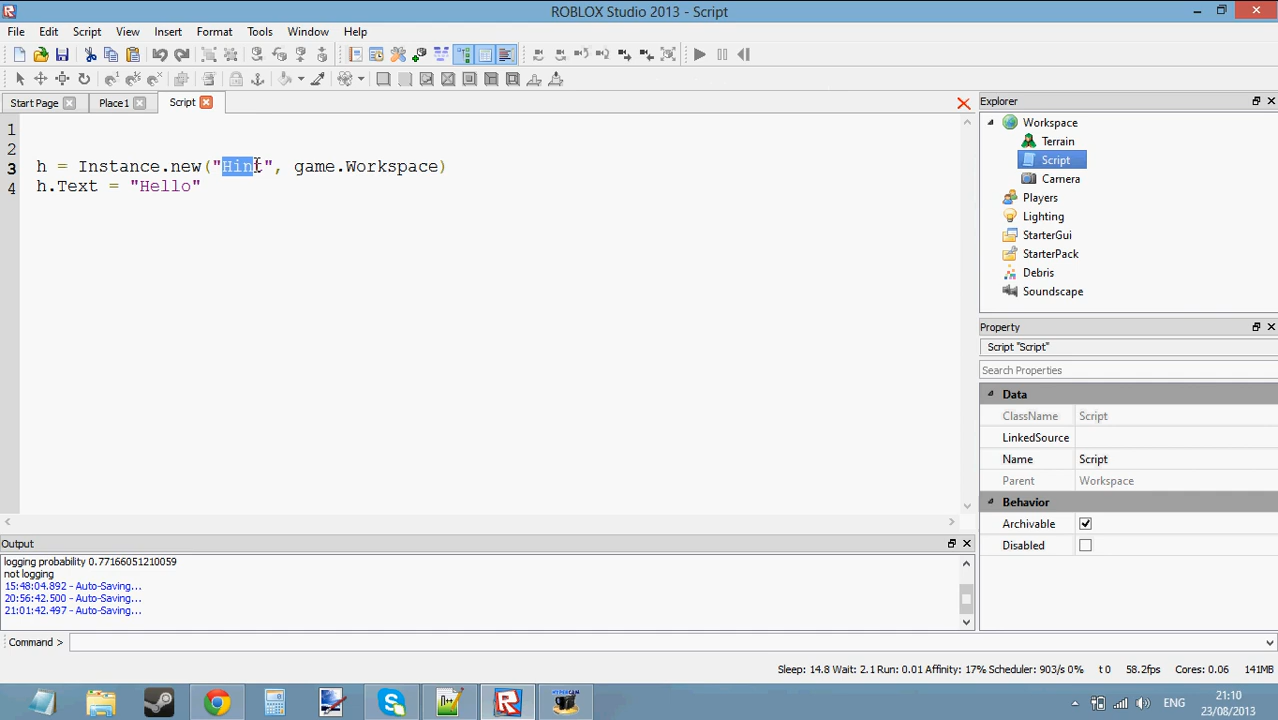 ROBLOX Studio 2013 - Script
File Edit Script View Insert Format Tools Window Help
Start Page Place1 Script
1
2
3 h = Instance.new("Hint", game.Workspace)
4 h.Text = "Hello"
Explorer
Workspace
Terrain
Script
Camera
Players
Lighting
StarterGui
StarterPack
Debris
Soundscape
Property
Script "Script"
Search Properties
Data
ClassName Script
LinkedSource
Name Script
Parent Workspace
Behavior
Archivable
Disabled
Output
logging probability 0.77166051210059
not logging
15:48:04.892 - Auto-Saving...
20:56:42.500 - Auto-Saving...
21:01:42.497 - Auto-Saving...
Command >
Sleep: 14.8 Wait: 2.1 Run: 0.01 Affinity: 17% Scheduler: 903/s 0% t 0 58.2fps Cores: 0.06 141MB
ENG
21:10
23/08/2013